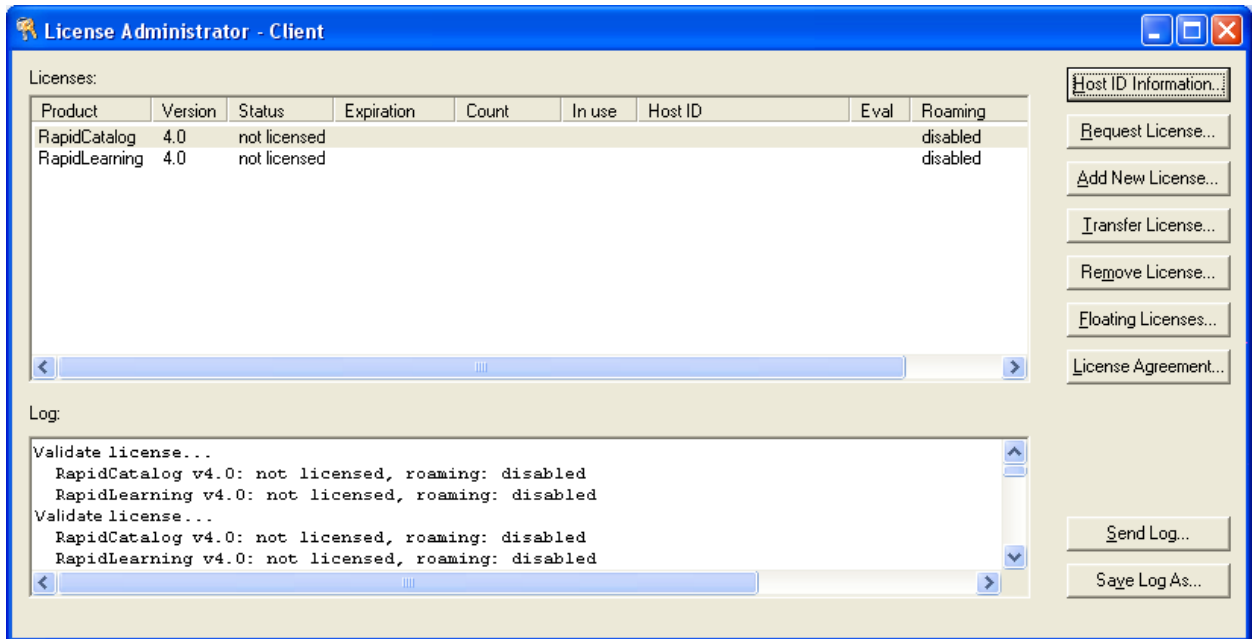 License Administrator - Client
Licenses:
Product Version Status Expiration Count In use Host ID Eval Roaming
RapidCatalog 4.0 not licensed disabled
RapidLearning 4.0 not licensed disabled
Host ID Information...
Request License...
Add New License...
Transfer License...
Remove License...
Floating Licenses...
License Agreement...
Log:
Validate license...
RapidCatalog v4.0: not licensed, roaming: disabled
RapidLearning v4.0: not licensed, roaming: disabled
Validate license...
RapidCatalog v4.0: not licensed, roaming: disabled
RapidLearning v4.0: not licensed, roaming: disabled
Send Log...
Save Log As...